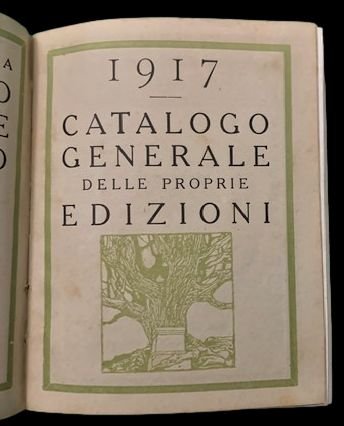 1917
CATALOGO
GENERALE
DELLE PROPRIE
EDIZIONI